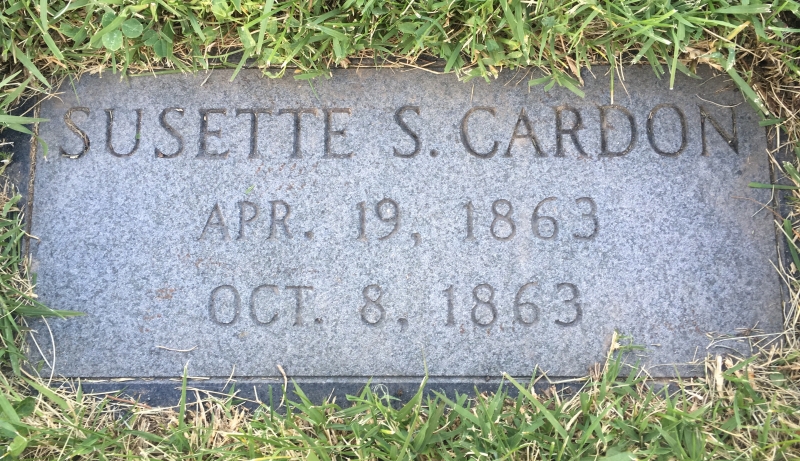 SUSETTE S. CARDON
APR. 19, 1863
OCT. 8, 1863